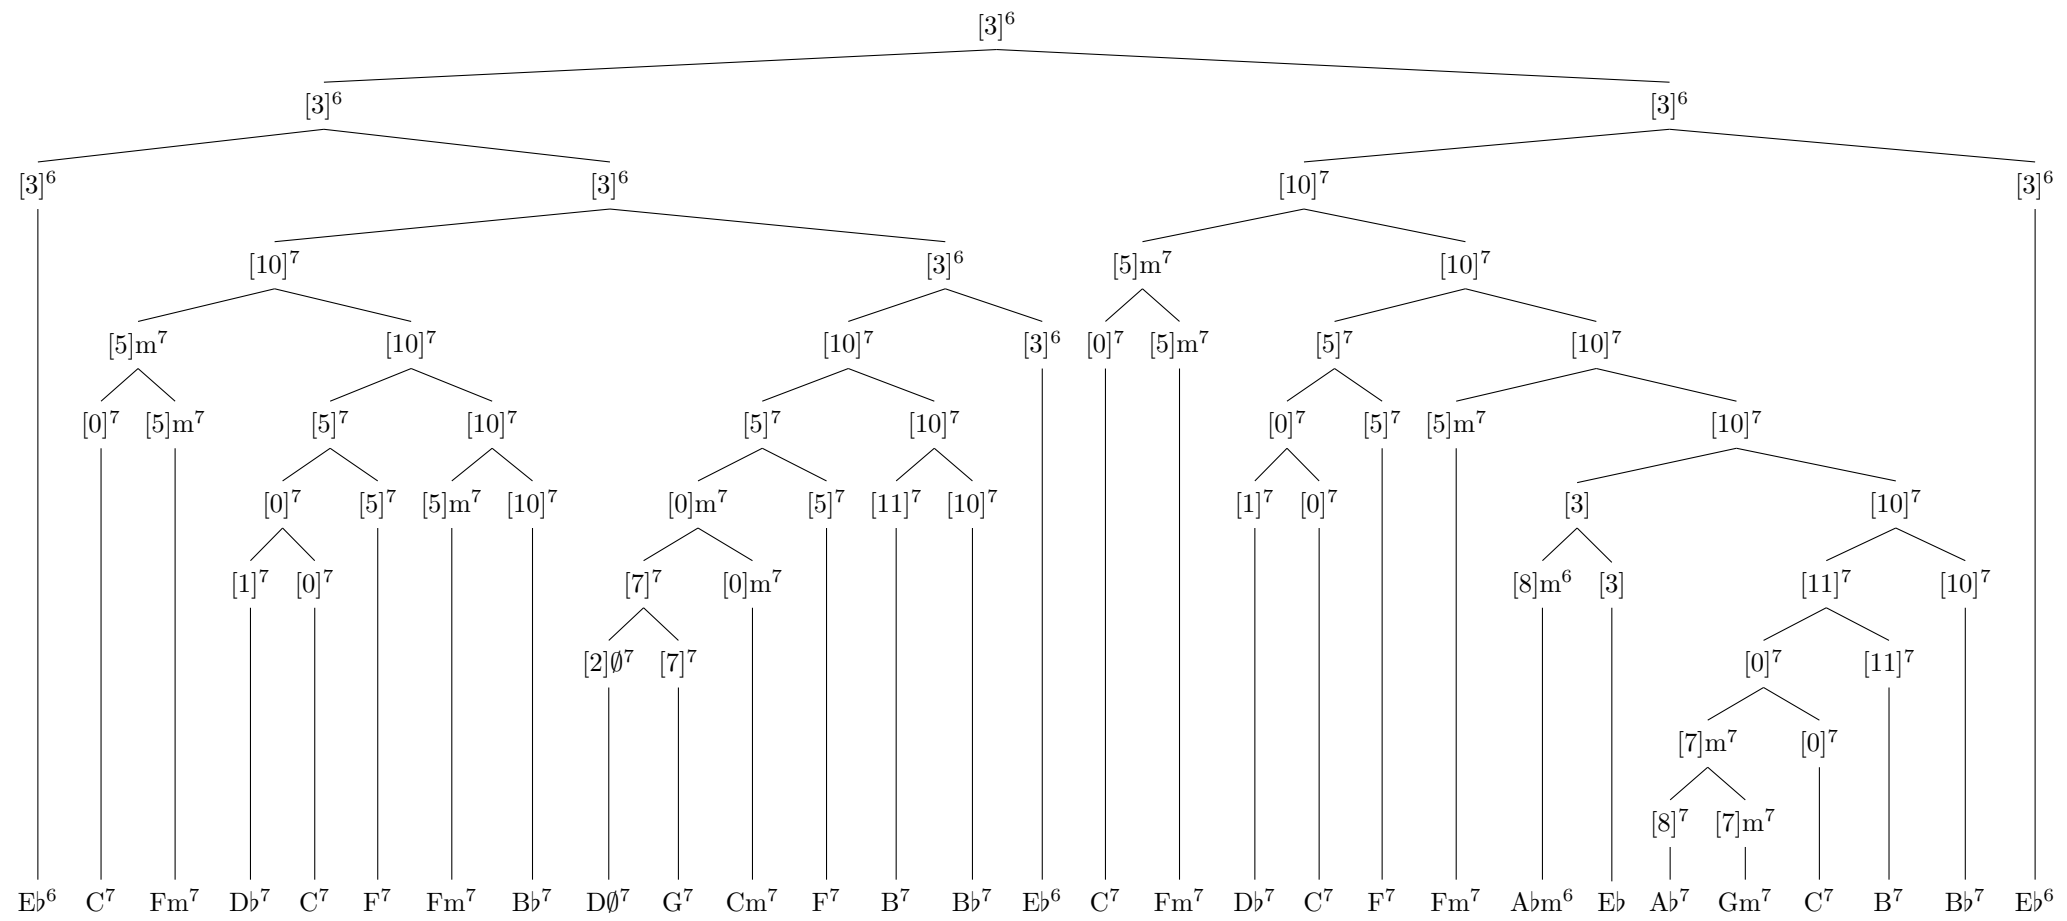 [3]⁶
[3]⁶ [3]⁶
[3]⁶ [3]⁶ [10]⁷ [3]⁶
[10]⁷ [3]⁶ [5]m⁷ [10]⁷
[5]m⁷ [10]⁷ [10]⁷ [3]⁶ [0]⁷ [5]m⁷ [5]⁷ [10]⁷
[0]⁷ [5]m⁷ [5]⁷ [10]⁷ [5]⁷ [10]⁷ [0]⁷ [5]⁷ [5]m⁷ [10]⁷
[0]⁷ [5]⁷ [5]m⁷ [10]⁷ [0]m⁷ [5]⁷ [11]⁷ [10]⁷ [1]⁷ [0]⁷ [3] [10]⁷
[1]⁷ [0]⁷ [7]⁷ [0]m⁷ [8]m⁶ [3] [11]⁷ [10]⁷
[2]∅⁷ [7]⁷ [0]⁷ [11]⁷
[7]m⁷ [0]⁷
[8]⁷ [7]m⁷
E♭⁶ C⁷ Fm⁷ D♭⁷ C⁷ F⁷ Fm⁷ B♭⁷ D∅⁷ G⁷ Cm⁷ F⁷ B⁷ B♭⁷ E♭⁶ C⁷ Fm⁷ D♭⁷ C⁷ F⁷ Fm⁷ A♭m⁶ E♭ A♭⁷ Gm⁷ C⁷ B⁷ B♭⁷ E♭⁶